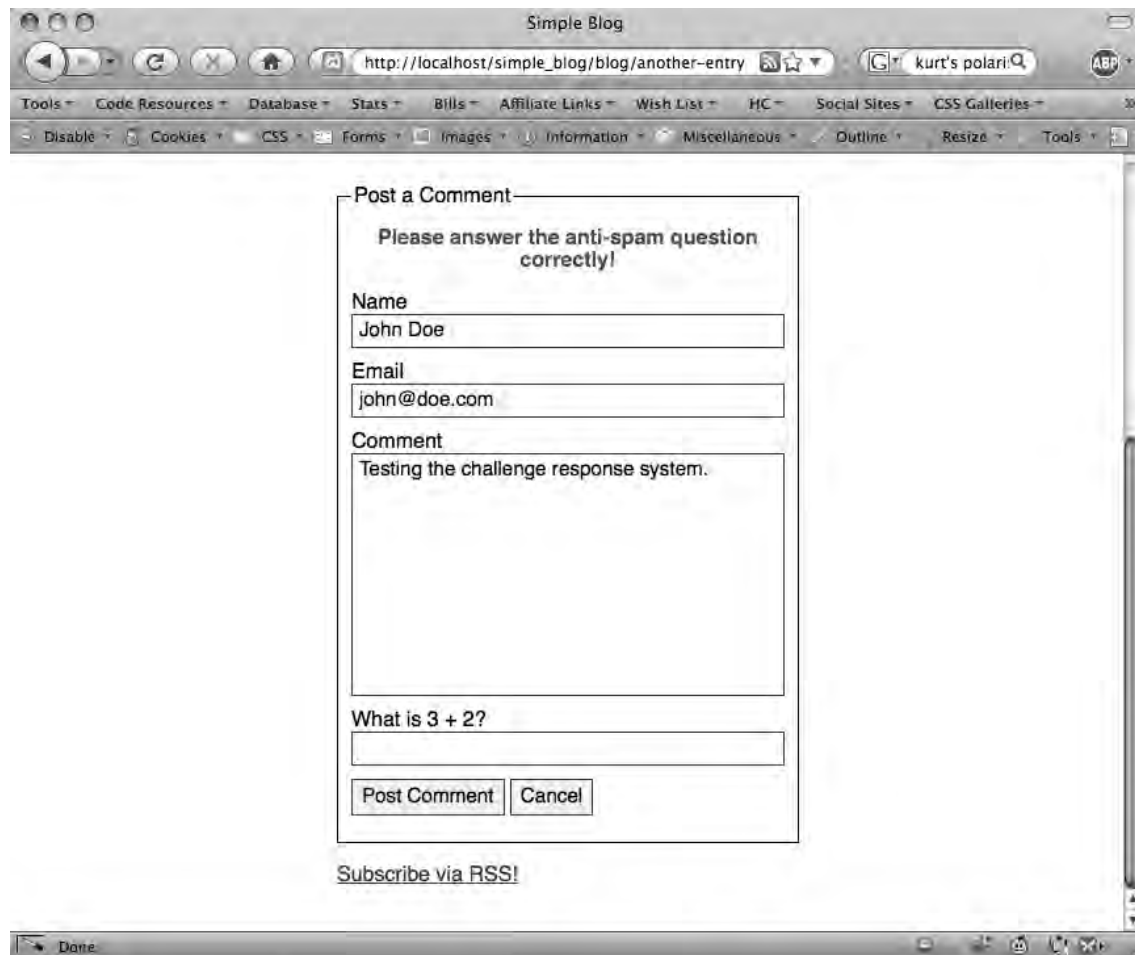 Simple Blog
http://localhost/simple_blog/blog/another-entry G kurt's polari ABP
Tools Code Resources Database Stats Bills Affiliate Links Wish List HC Social Sites CSS Galleries
Disable Cookies CSS Forms Images Information Miscellaneous Outline Resize Tools
Post a Comment
Please answer the anti-spam question
correctly!
Name
John Doe
Email
john@doe.com
Comment
Testing the challenge response system.
What is 3 + 2?
Post Comment Cancel
Subscribe via RSS!
Done